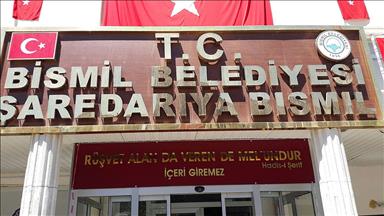 T.C.
BİSMİL BELEDİYESİ
ŞAREDARIYA BISMIL
RÜŞVET ALAN DA VEREN DE MEL'UNDUR
Hadis-i Şerif
İÇERİ GİREMEZ